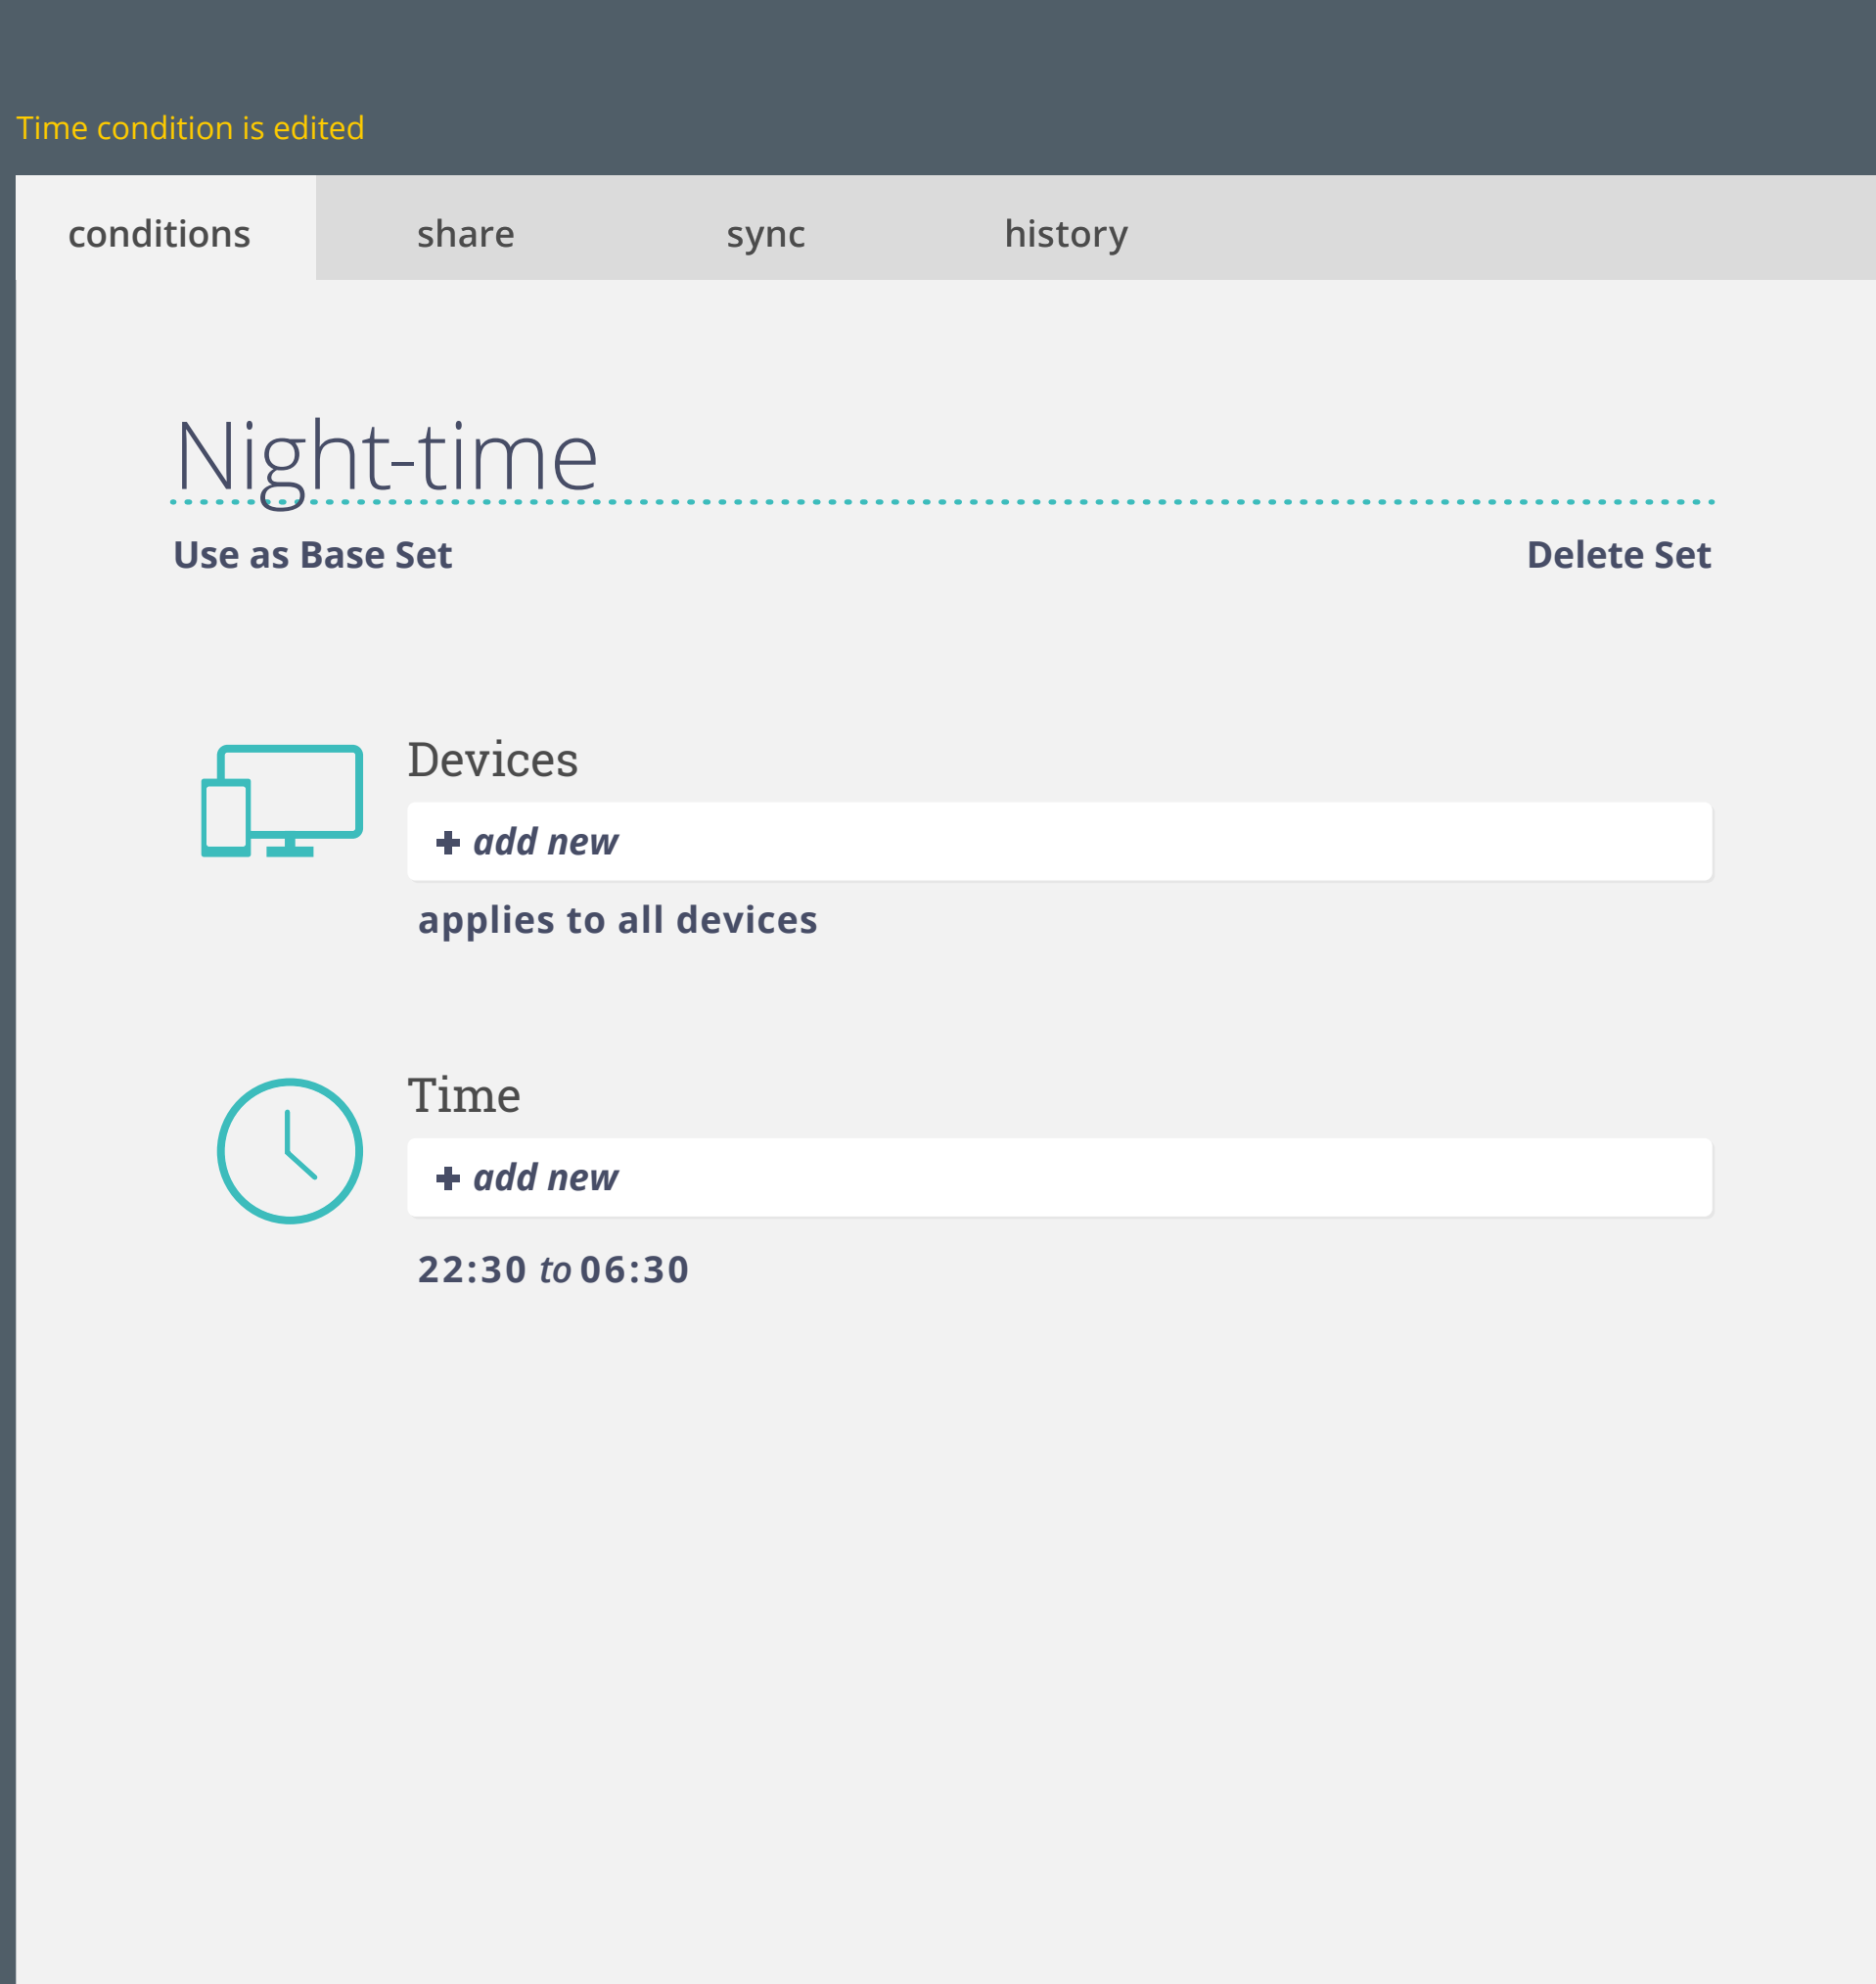 Time condition is edited
conditions share sync history
Night-time
Use as Base Set Delete Set
Devices
+ add new
applies to all devices
Time
+ add new
22:30 to 06:30